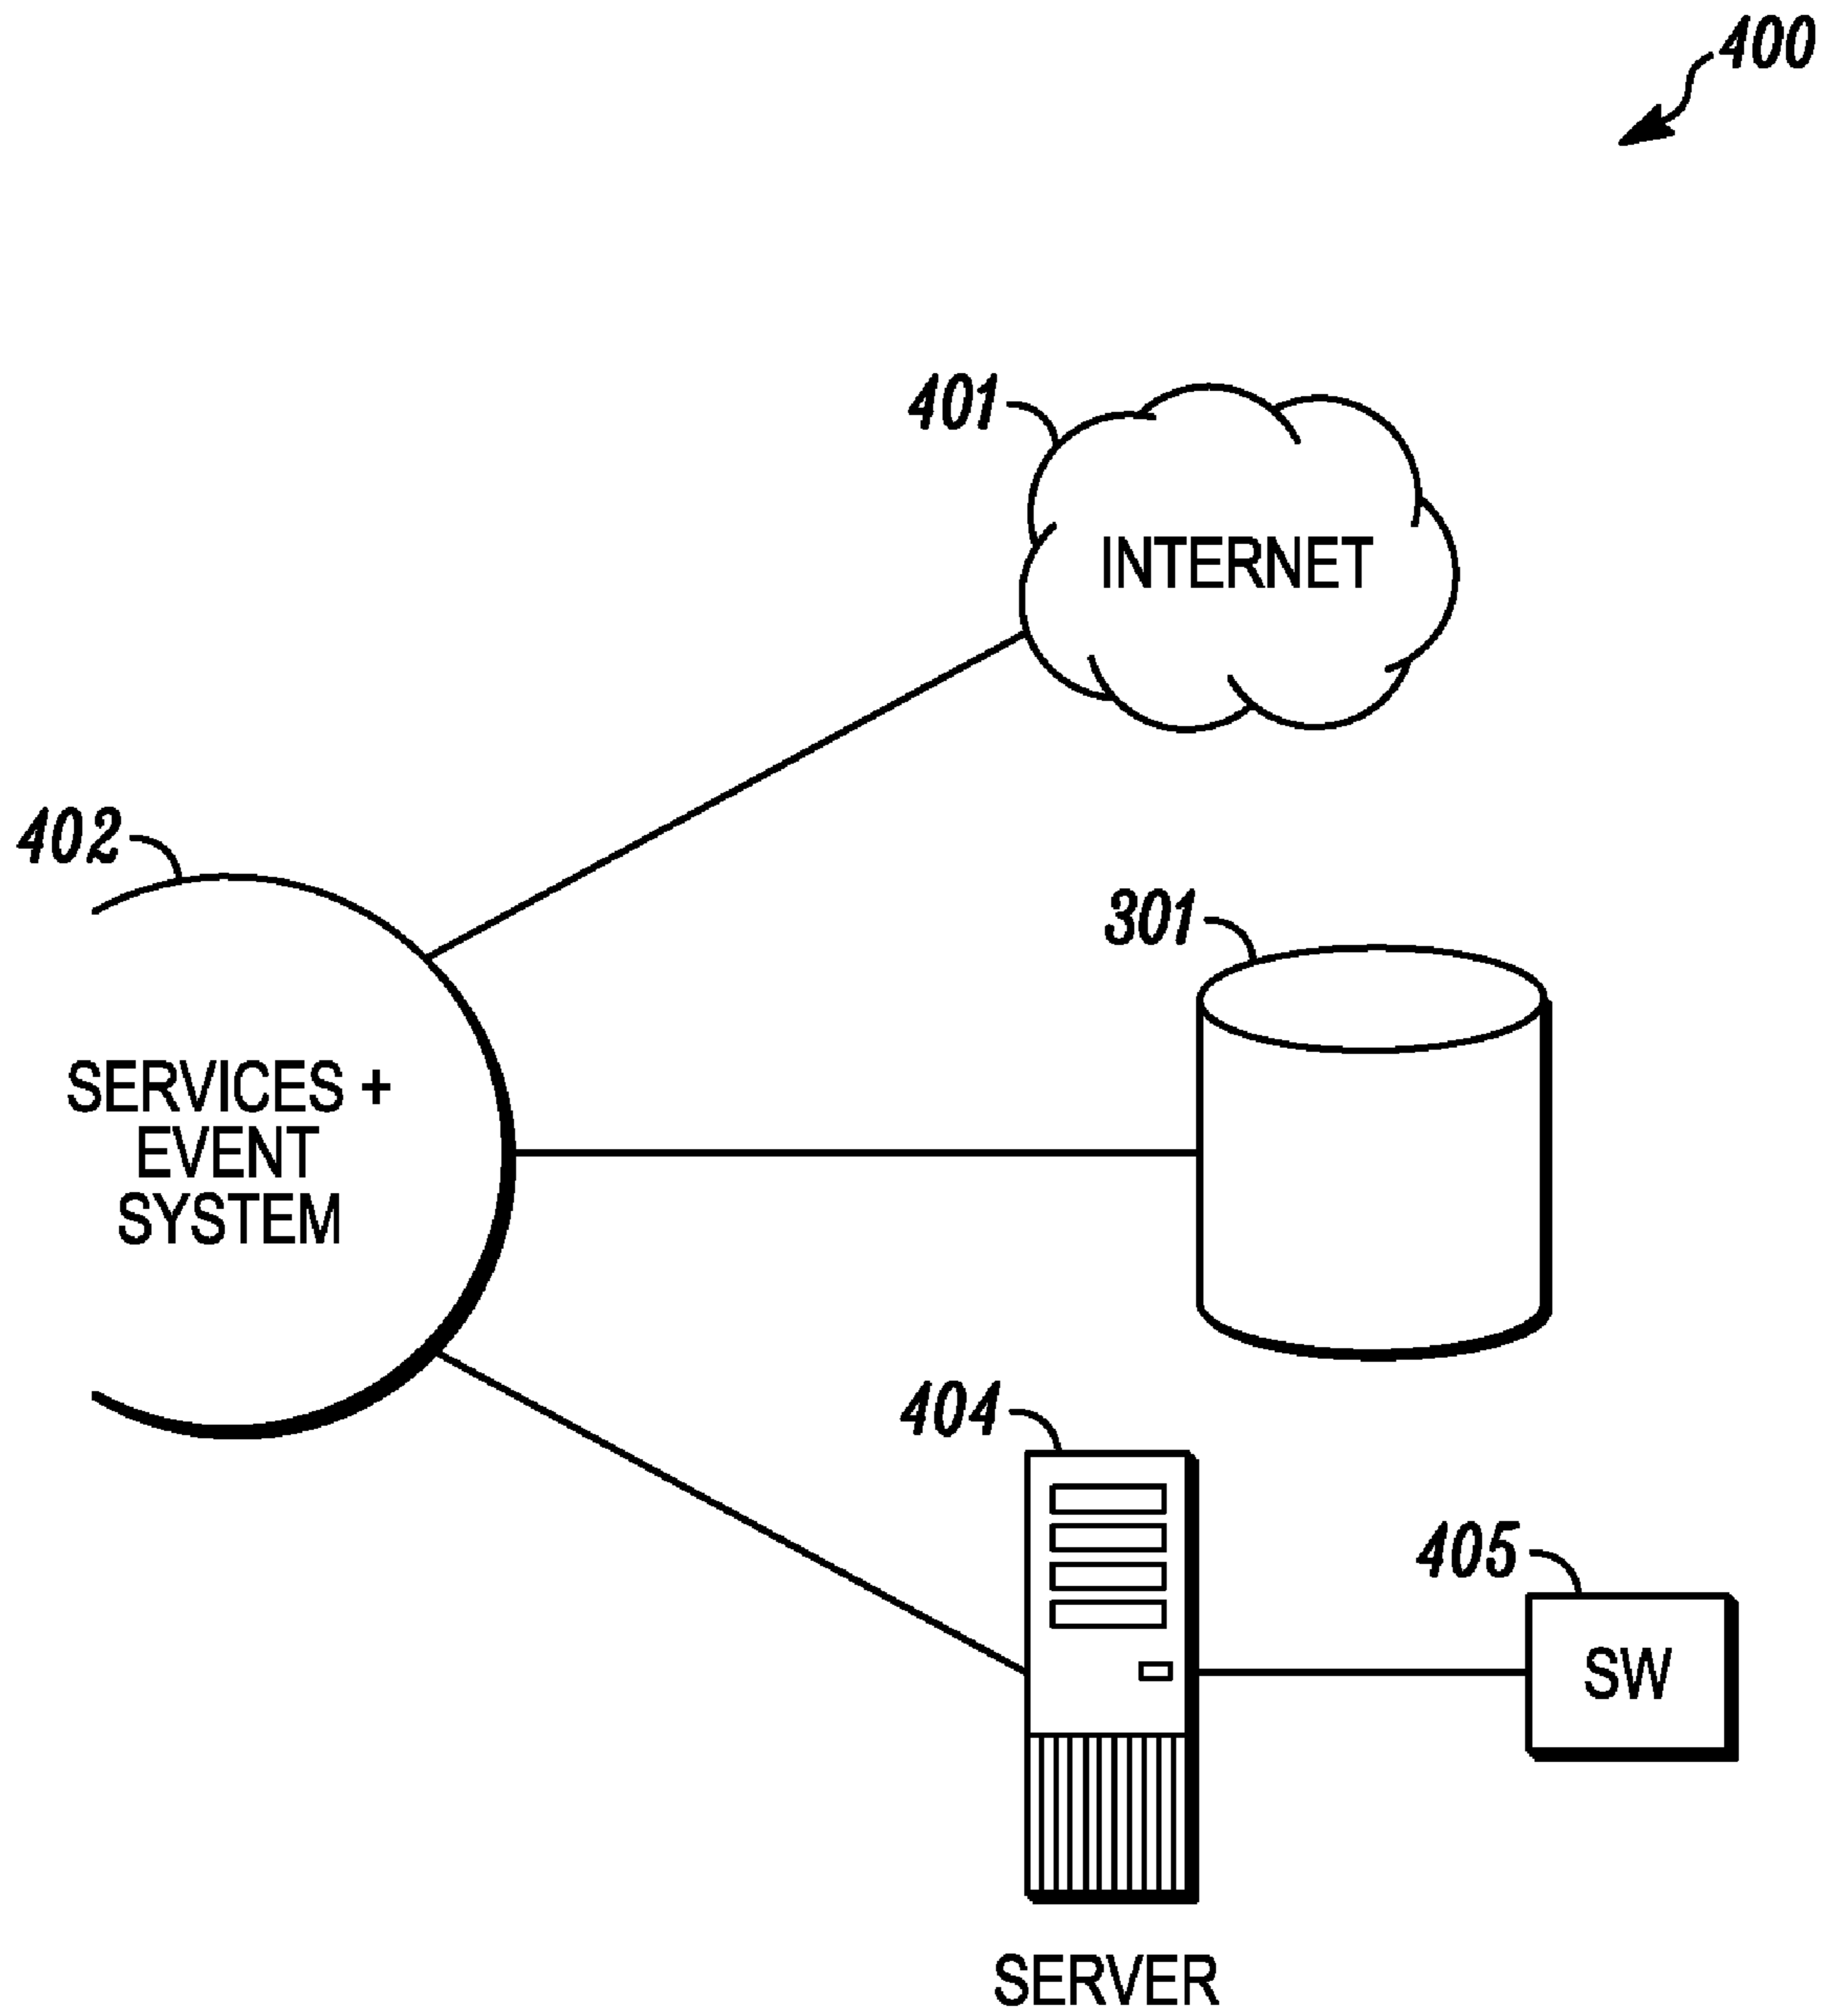 400
401
INTERNET
402
301
SERVICES +
EVENT
SYSTEM
404
405
SW
SERVER